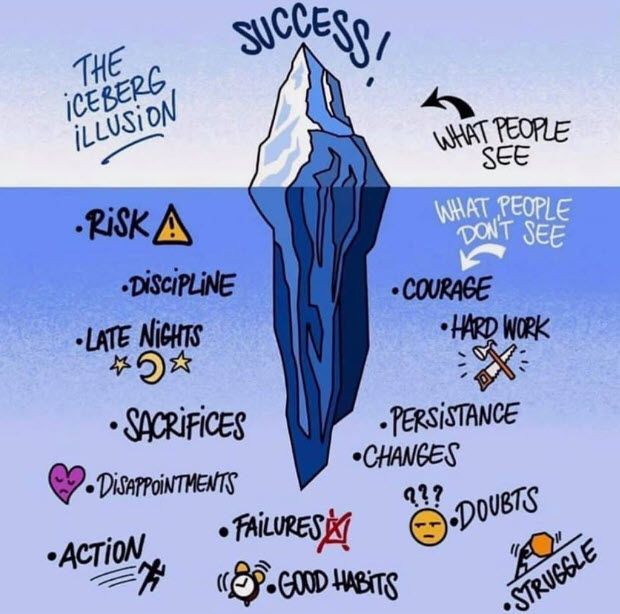 SUCCESS!
THE
ICEBERG
ILLUSION
WHAT PEOPLE
SEE
WHAT PEOPLE
DON'T SEE
• RISK
• DISCIPLINE
• LATE NIGHTS
• SACRIFICES
• DISAPPOINTMENTS
• FAILURES
• ACTION
• GOOD HABITS
• COURAGE
• HARD WORK
• PERSISTANCE
• CHANGES
???
• DOUBTS
• STRUGGLE